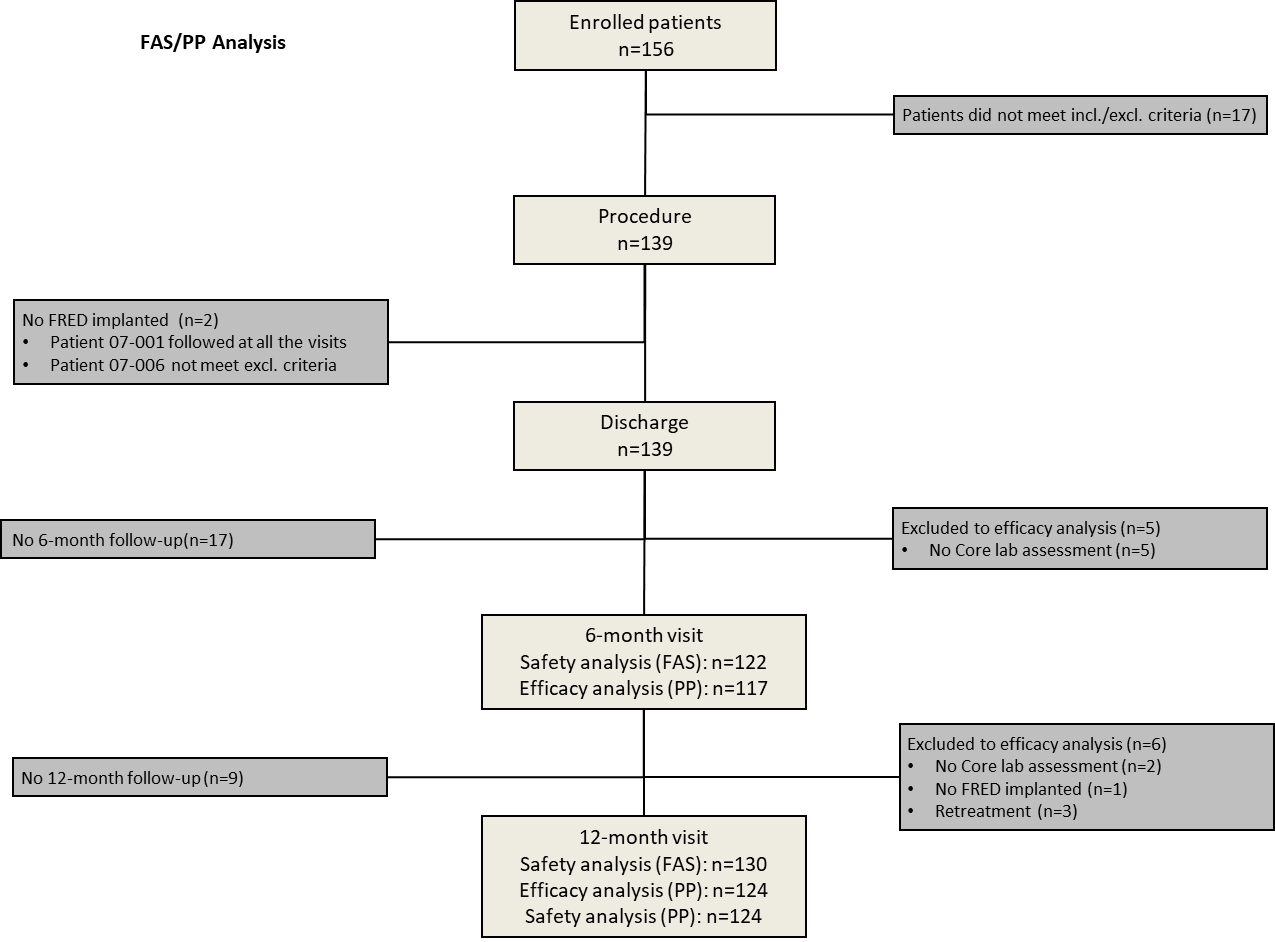 FAS/PP Analysis
Enrolled patients
n=156
Patients did not meet incl./excl. criteria (n=17)
Procedure
n=139
No FRED implanted (n=2)
• Patient 07-001 followed at all the visits
• Patient 07-006 not meet excl. criteria
Discharge
n=139
No 6-month follow-up(n=17)
Excluded to efficacy analysis (n=5)
• No Core lab assessment (n=5)
6-month visit
Safety analysis (FAS): n=122
Efficacy analysis (PP): n=117
No 12-month follow-up (n=9)
Excluded to efficacy analysis (n=6)
• No Core lab assessment (n=2)
• No FRED implanted (n=1)
• Retreatment (n=3)
12-month visit
Safety analysis (FAS): n=130
Efficacy analysis (PP): n=124
Safety analysis (PP): n=124